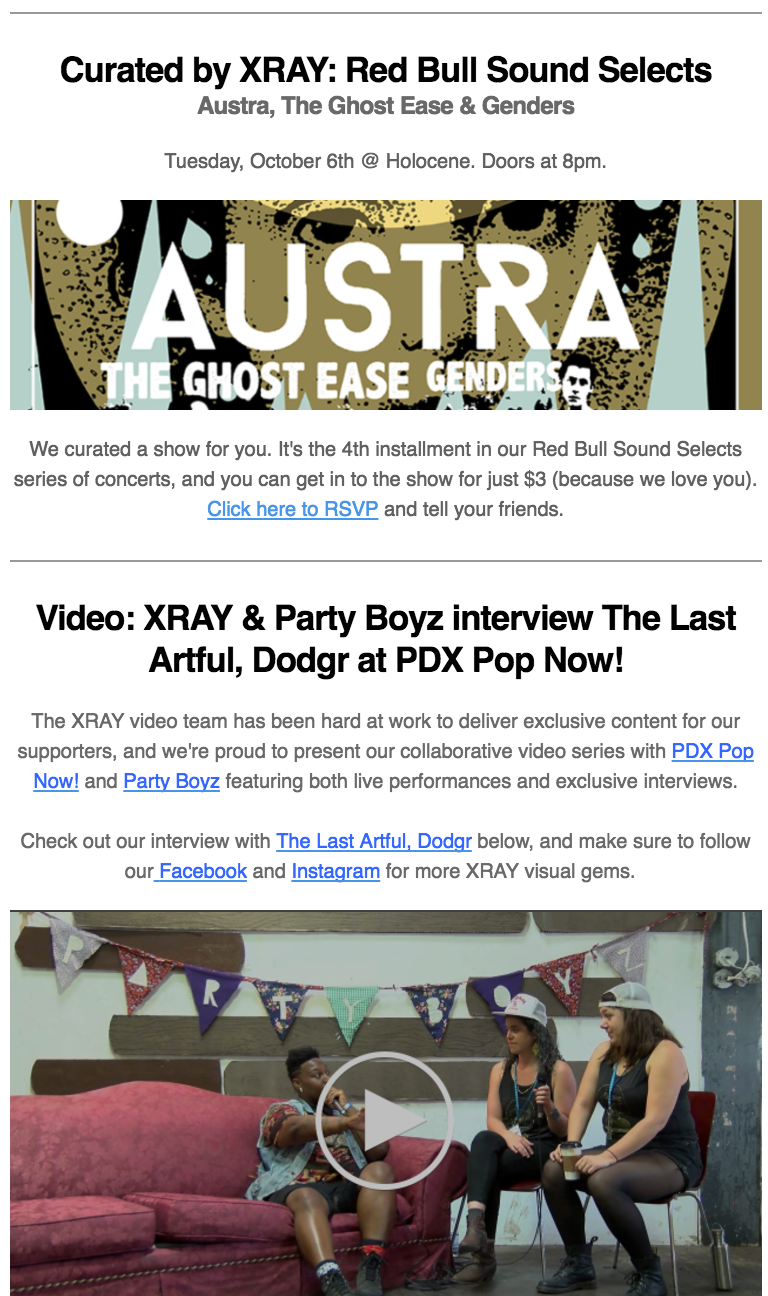 Curated by XRAY: Red Bull Sound Selects
Austra, The Ghost Ease & Genders
Tuesday, October 6th @ Holocene. Doors at 8pm.
AUSTRA
THE GHOST EASE GENDERS
We curated a show for you. It's the 4th installment in our Red Bull Sound Selects
series of concerts, and you can get in to the show for just $3 (because we love you).
Click here to RSVP and tell your friends.
Video: XRAY & Party Boyz interview The Last
Artful, Dodgr at PDX Pop Now!
The XRAY video team has been hard at work to deliver exclusive content for our
supporters, and we're proud to present our collaborative video series with PDX Pop
Now! and Party Boyz featuring both live performances and exclusive interviews.
Check out our interview with The Last Artful, Dodgr below, and make sure to follow
our Facebook and Instagram for more XRAY visual gems.
PARTY BOYZ